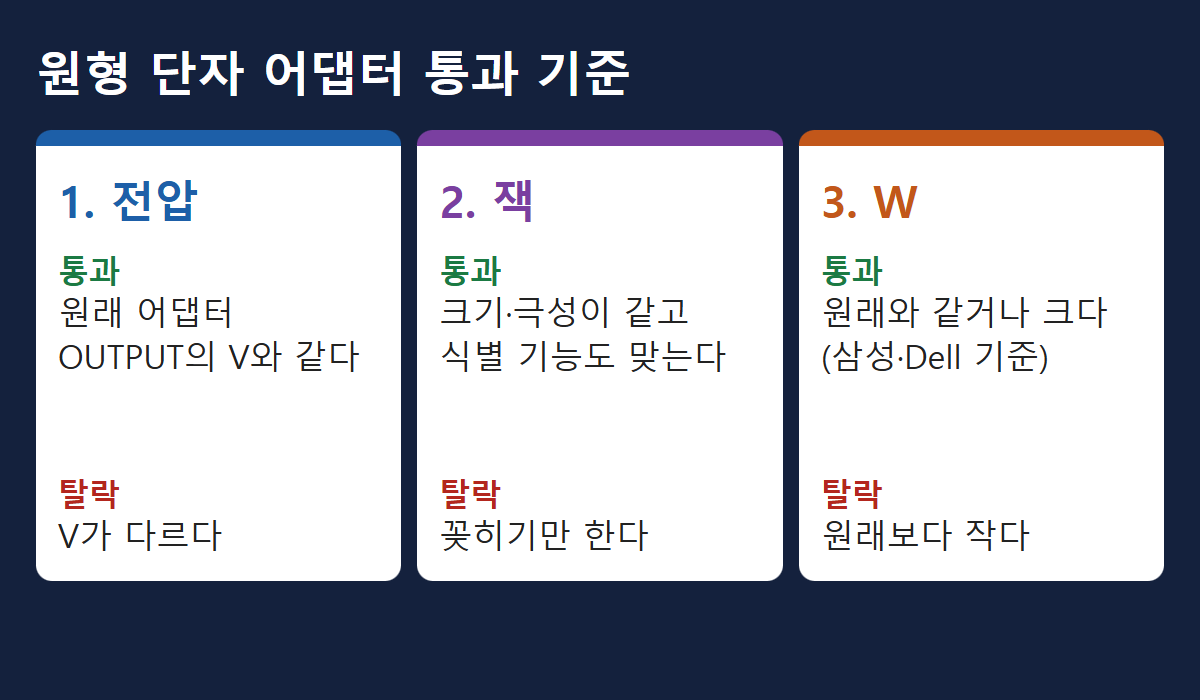 원형 단자 어댑터 통과 기준
1. 전압
통과
원래 어댑터
OUTPUT의 V와 같다
탈락
V가 다르다
2. 잭
통과
크기·극성이 같고
식별 기능도 맞는다
탈락
꽂히기만 한다
3. W
통과
원래와 같거나 크다
(삼성·Dell 기준)
탈락
원래보다 작다